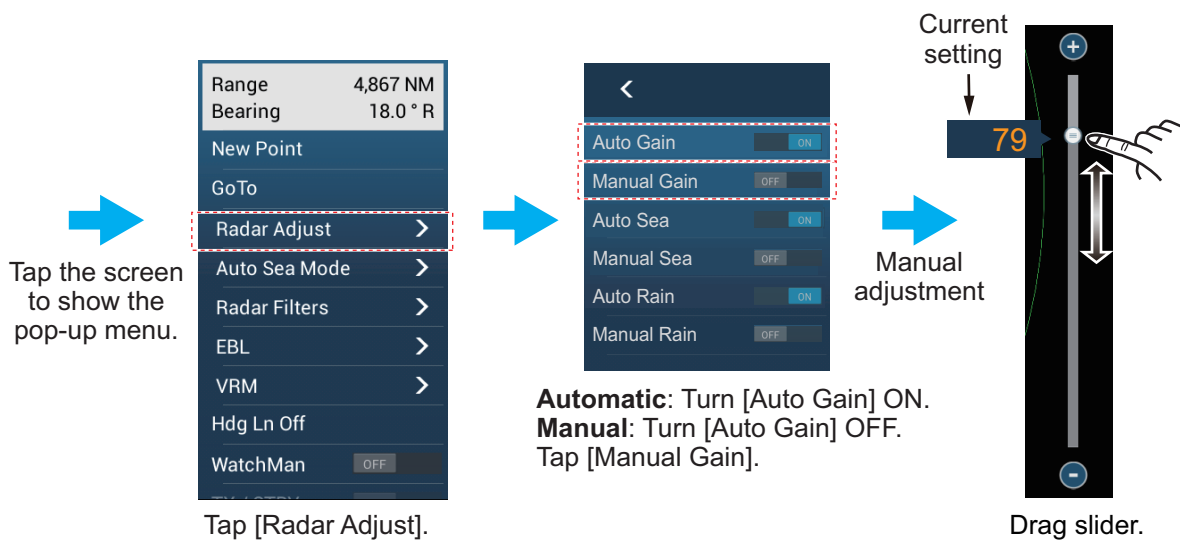 Tap the screen
to show the
pop-up menu.
Range 4,867 NM
Bearing 18.0 ° R
New Point
GoTo
Radar Adjust >
Auto Sea Mode >
Radar Filters >
EBL >
VRM >
Hdg Ln Off
WatchMan OFF
Tap [Radar Adjust].
<
Auto Gain ON
Manual Gain OFF
Auto Sea ON
Manual Sea OFF
Auto Rain ON
Manual Rain OFF
Automatic: Turn [Auto Gain] ON.
Manual: Turn [Auto Gain] OFF.
Tap [Manual Gain].
Manual
adjustment
Current
setting
79
+
-
Drag slider.